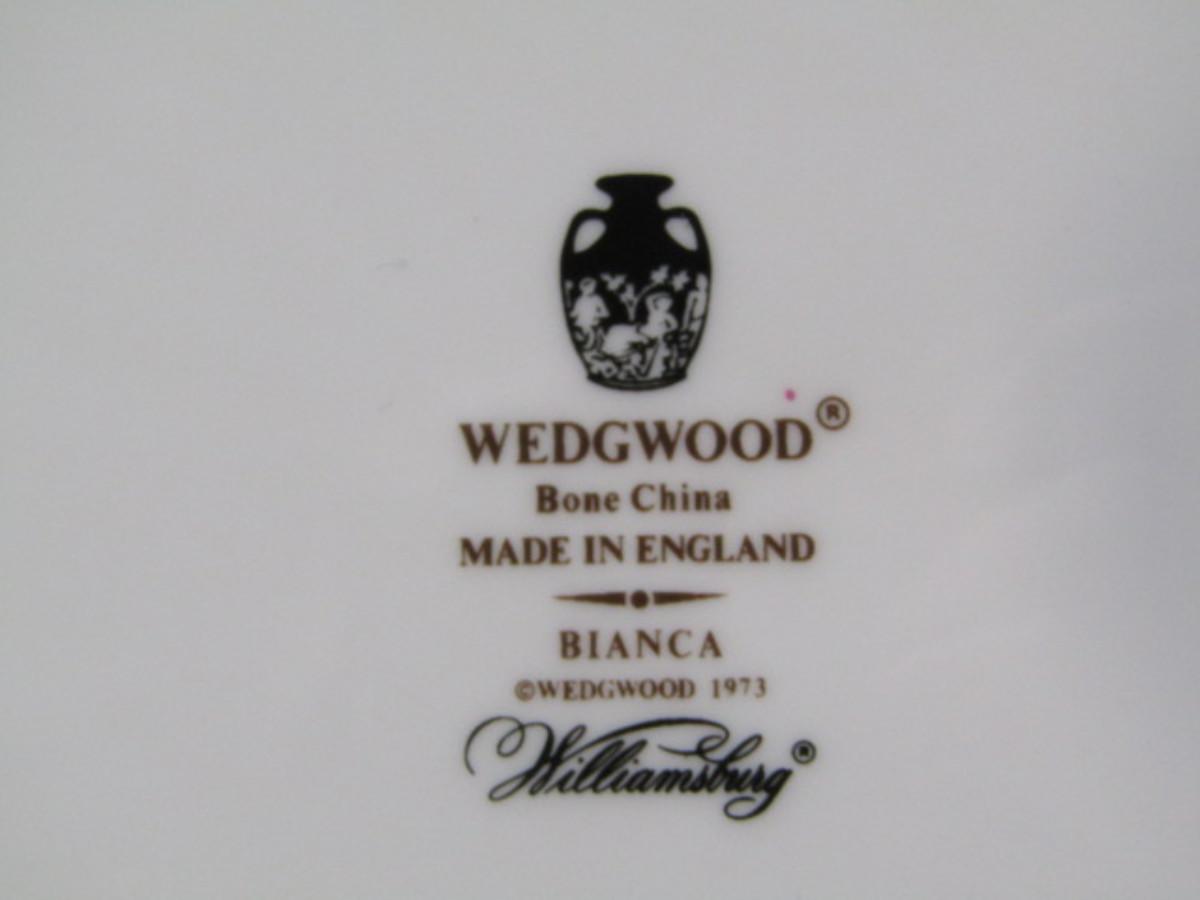 WEDGWOOD®
Bone China
MADE IN ENGLAND
BIANCA
©WEDGWOOD 1973
Williamsburg®